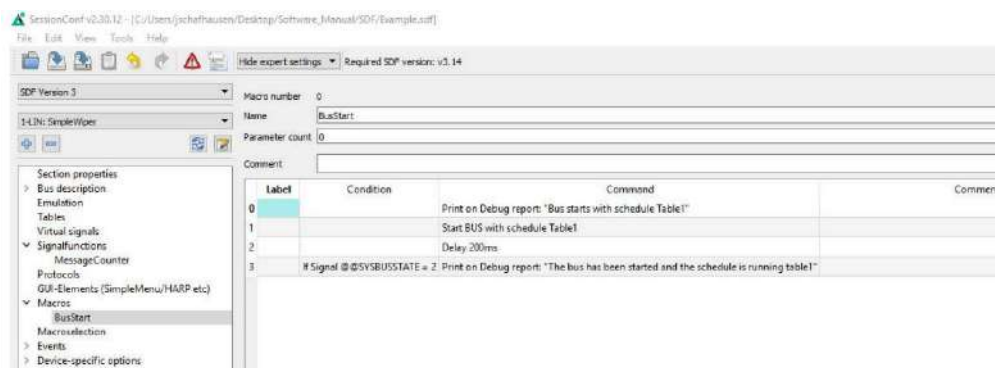 SessionConf v2.30.12 - [C:/Users/jschafhausen/Desktop/Software_Manual/SDF/Example.sdf]
File Edit View Tools Help
Hide expert settings Required SDF version: v3.14
SDF Version 3
1-LIN: SimpleWiper
Macro number 0
Name BusStart
Parameter count 0
Comment
Section properties
Bus description
Emulation
Tables
Virtual signals
Signalfunctions
MessageCounter
Protocols
GUI-Elements (SimpleMenu/HARP etc)
Macros
BusStart
Macroselection
Events
Device-specific options
Label Condition Command Commen
0 Print on Debug report: "Bus starts with schedule Table1"
1 Start BUS with schedule Table1
2 Delay 200ms
3 If Signal @@SYSBUSSTATE = 2 Print on Debug report: "The bus has been started and the schedule is running table1"